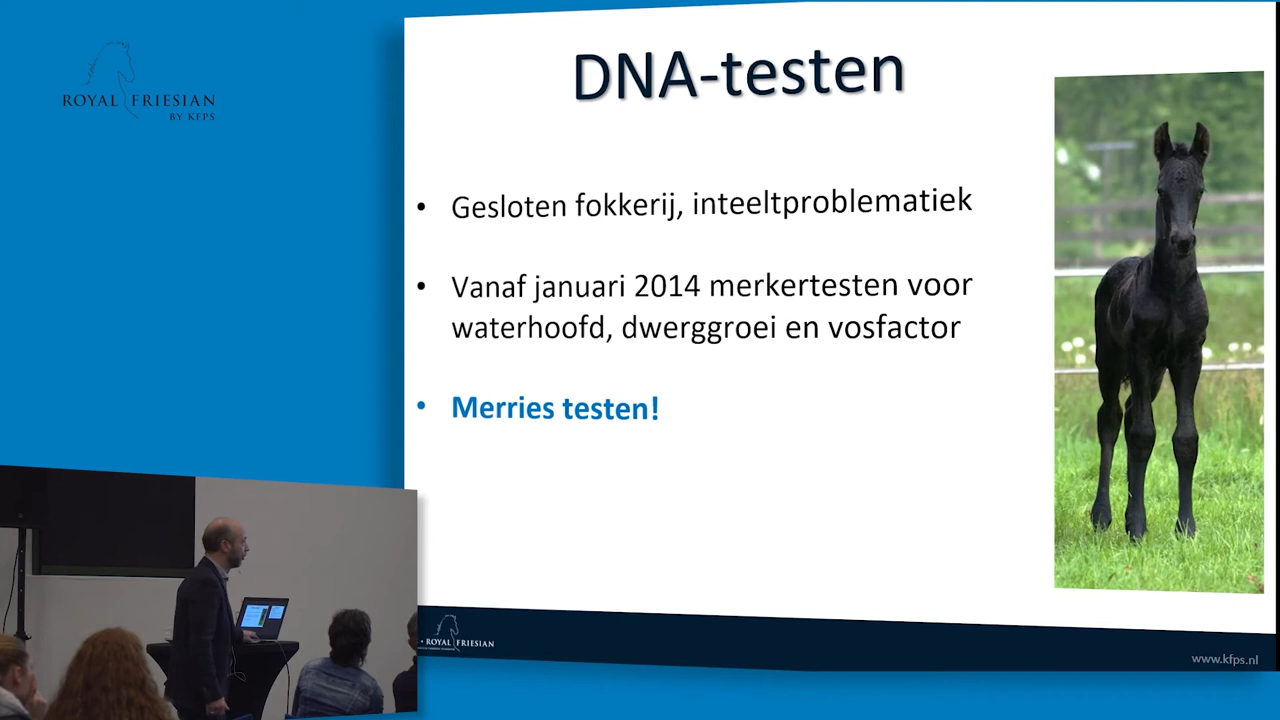 ROYAL FRIESIAN
BY KFPS
DNA-testen
• Gesloten fokkerij, inteeltproblematiek
• Vanaf januari 2014 merkertesten voor
waterhoofd, dwerggroei en vosfactor
• Merries testen!
ROYAL FRIESIAN
www.kfps.nl